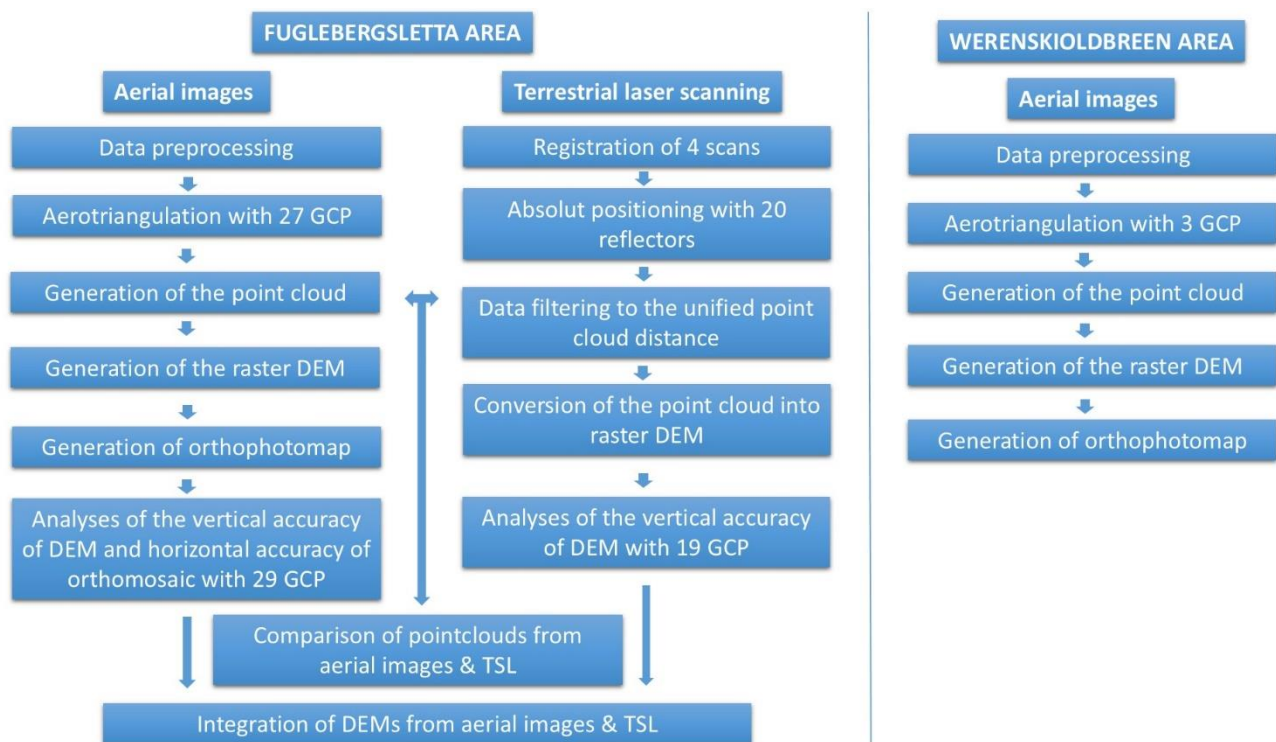 FUGLEBERGSLETTA AREA
Aerial images
Data preprocessing
Aerotriangulation with 27 GCP
Generation of the point cloud
Generation of the raster DEM
Generation of orthophotomap
Analyses of the vertical accuracy
of DEM and horizontal accuracy of
orthomosaic with 29 GCP
Terrestrial laser scanning
Registration of 4 scans
Absolut positioning with 20
reflectors
Data filtering to the unified point
cloud distance
Conversion of the point cloud into
raster DEM
Analyses of the vertical accuracy
of DEM with 19 GCP
Comparison of pointclouds from
aerial images & TSL
Integration of DEMs from aerial images & TSL
WERENSKIOLDBREEN AREA
Aerial images
Data preprocessing
Aerotriangulation with 3 GCP
Generation of the point cloud
Generation of the raster DEM
Generation of orthophotomap